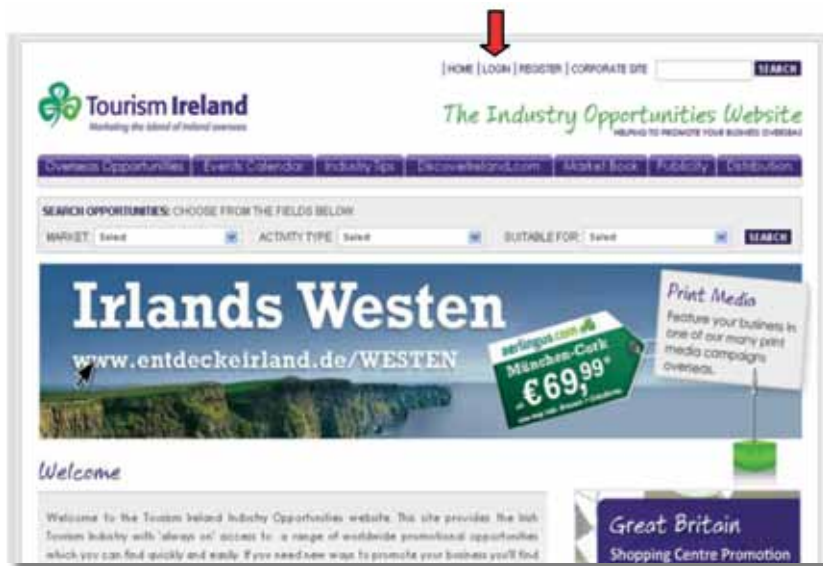 | HOME | LOGIN | REGISTER | CORPORATE SITE
SEARCH
Tourism Ireland
Marketing the island of Ireland overseas
The Industry Opportunities Website
HELPING TO PROMOTE YOUR BUSINESS OVERSEAS
Overseas Opportunities
Events Calendar
Industry Tips
DiscoverIreland.com
Market Book
Publicity
Distribution
SEARCH OPPORTUNITIES: CHOOSE FROM THE FIELDS BELOW
MARKET Select ACTIVITY TYPE Select SUITABLE FOR Select SEARCH
Irlands Westen
www.entdeckeirland.de/WESTEN
aerlingus.com
München-Cork
€69,99*
Print Media
Feature your business in
one of our many print
media campaigns
overseas.
Welcome
Welcome to the Tourism Ireland Industry Opportunities website. This site provides the Irish
Tourism Industry with 'always on' access to a range of worldwide promotional opportunities
which you can find quickly and easily. If you need new ways to promote your business you'll find
Great Britain
Shopping Centre Promotion